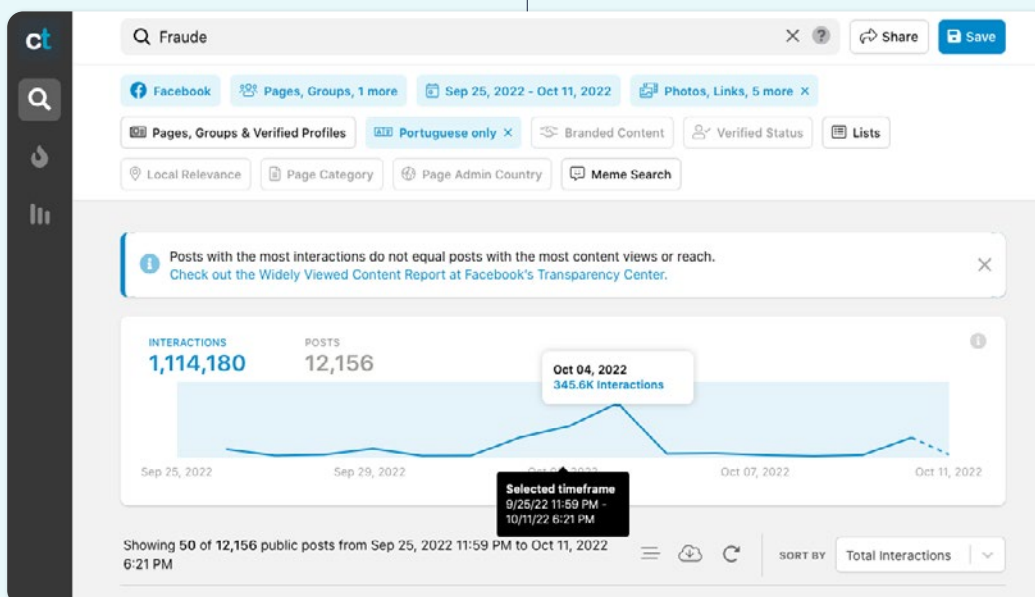 ct
Fraude
?
Share
Save
Facebook
Pages, Groups, 1 more
Sep 25, 2022 - Oct 11, 2022
Photos, Links, 5 more ×
Pages, Groups & Verified Profiles
Portuguese only ×
Branded Content
Verified Status
Lists
Local Relevance
Page Category
Page Admin Country
Meme Search
Posts with the most interactions do not equal posts with the most content views or reach.
Check out the Widely Viewed Content Report at Facebook's Transparency Center.
INTERACTIONS
1,114,180
POSTS
12,156
Oct 04, 2022
345.6K Interactions
Sep 25, 2022
Sep 29, 2022
Oct 2022
Oct 07, 2022
Oct 11, 2022
Selected timeframe
9/25/22 11:59 PM -
10/11/22 6:21 PM
Showing 50 of 12,156 public posts from Sep 25, 2022 11:59 PM to Oct 11, 2022
6:21 PM
SORT BY
Total Interactions